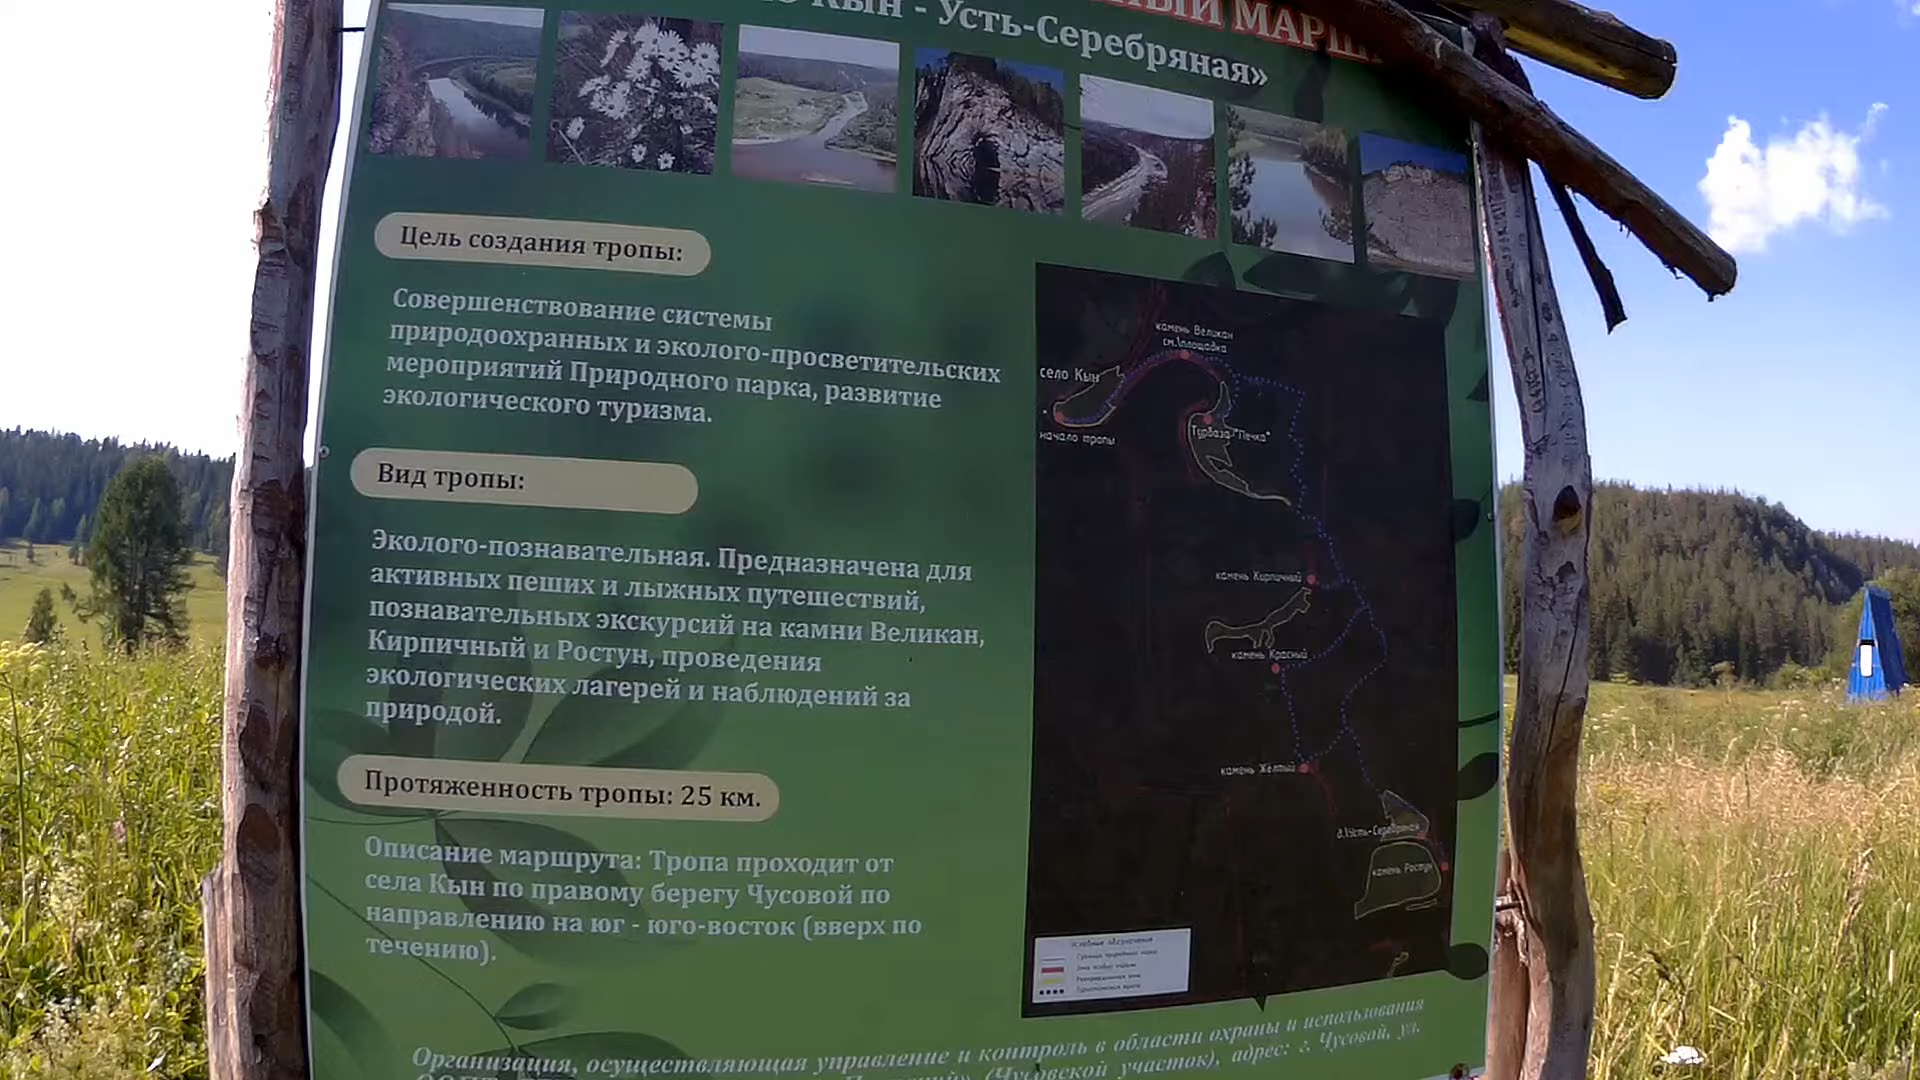 Кын - Усть-Серебряная»
Цель создания тропы:
Совершенствование системы
природоохранных и эколого-просветительских
мероприятий Природного парка, развитие
экологического туризма.
Вид тропы:
Эколого-познавательная. Предназначена для
активных пеших и лыжных путешествий,
познавательных экскурсий на камни Великан,
Кирпичный и Ростун, проведения
экологических лагерей и наблюдений за
природой.
Протяженность тропы: 25 км.
Описание маршрута: Тропа проходит от
села Кын по правому берегу Чусовой по
направлению на юг - юго-восток (вверх по
течению).
камень Великан
см.\площадка
село Кын
начало тропы
Турбаза "Печка"
камень Кирпичный
камень Красный
камень Жёлтый
д.\Усть-Серебряная
камень Ростун
Условные обозначения
Организация, осуществляющая управление и контроль в области охраны и использования
(Чусовской участок), адрес: г. Чусовой, ул.